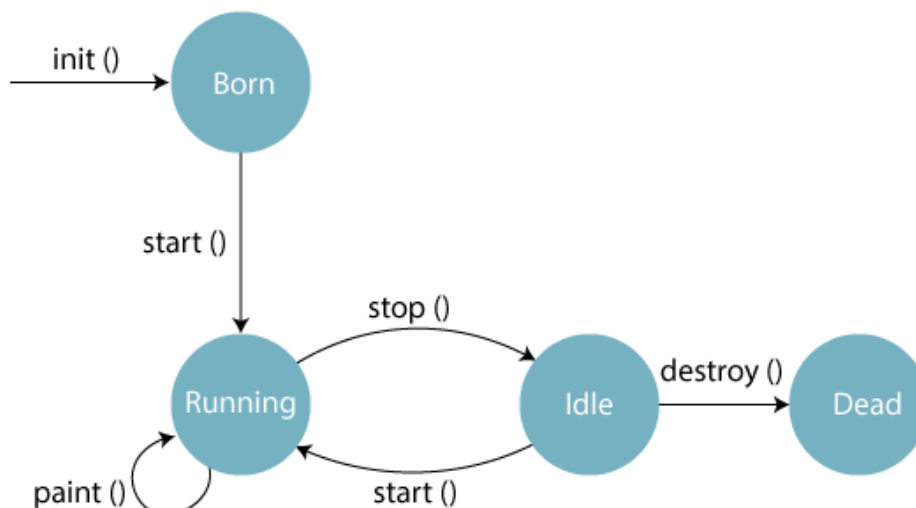 init ()
Born
start ()
stop ()
destroy ()
Running
Idle
Dead
paint ()
start ()